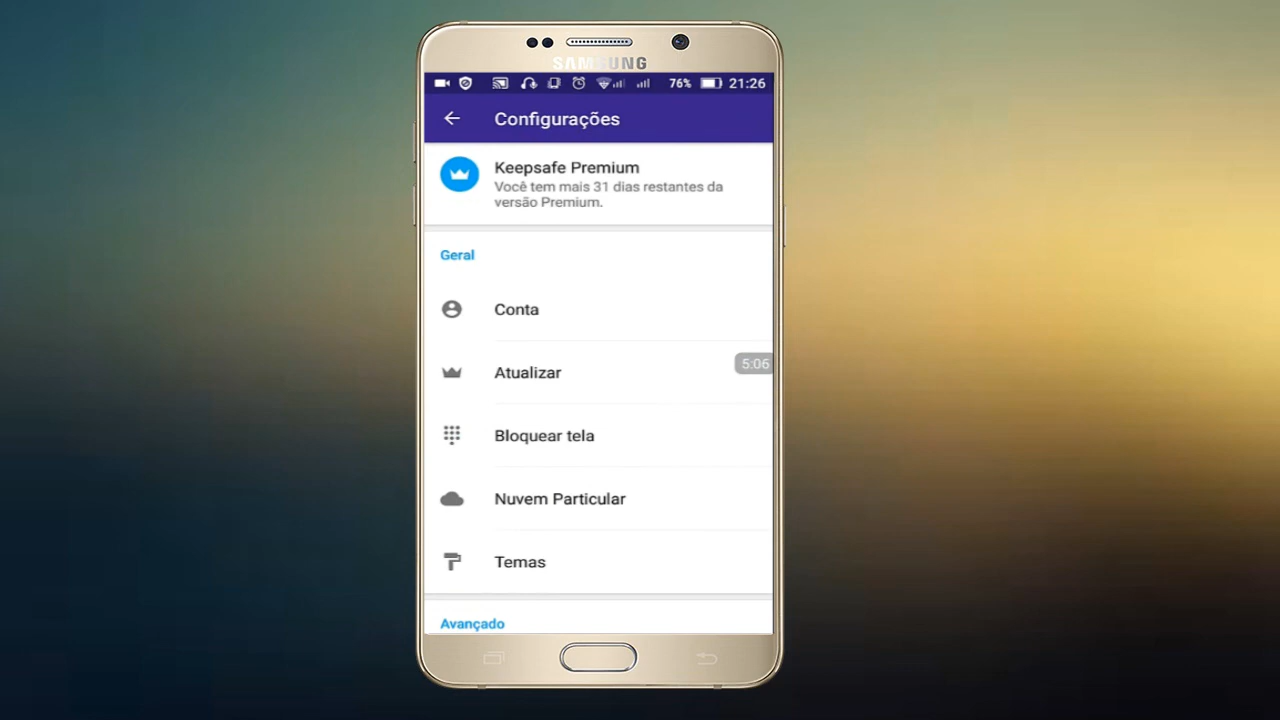 SAMSUNG
76% 21:26
Configurações
Keepsafe Premium
Você tem mais 31 dias restantes da
versão Premium.
Geral
Conta
Atualizar
5:06
Bloquear tela
Nuvem Particular
Temas
Avançado